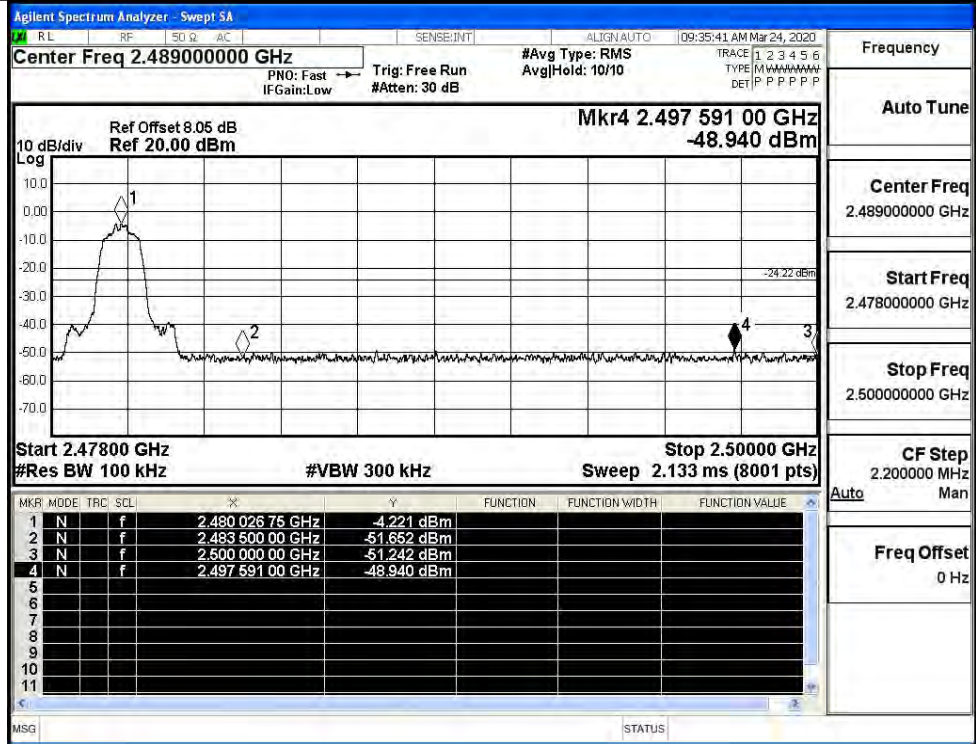 Agilent Spectrum Analyzer - Swept SA
LXI RL RF 50 Ω AC SENSE:INT ALIGN AUTO 09:35:41 AM Mar 24, 2020
Center Freq 2.489000000 GHz
PNO: Fast
IFGain:Low
Trig: Free Run
#Atten: 30 dB
#Avg Type: RMS
Avg|Hold: 10/10
TRACE 1 2 3 4 5 6
TYPE MWWWWW
DET P P P P P P
Frequency
Auto Tune
Center Freq
2.489000000 GHz
Start Freq
2.478000000 GHz
Stop Freq
2.500000000 GHz
CF Step
2.200000 MHz
Auto Man
Freq Offset
0 Hz
Mkr4 2.497 591 00 GHz
-48.940 dBm
Ref Offset 8.05 dB
10 dB/div Ref 20.00 dBm
Log
10.0
0.00
-10.0
-20.0
-30.0
-40.0
-50.0
-60.0
-70.0
1
2
4
3
-24.22 dBm
Start 2.47800 GHz Stop 2.50000 GHz
#Res BW 100 kHz #VBW 300 kHz Sweep 2.133 ms (8001 pts)
MKR MODE TRC SCL X Y FUNCTION FUNCTION WIDTH FUNCTION VALUE
1 N f 2.480 026 75 GHz -4.221 dBm
2 N f 2.483 500 00 GHz -51.652 dBm
3 N f 2.500 000 00 GHz -51.242 dBm
4 N f 2.497 591 00 GHz -48.940 dBm
5
6
7
8
9
10
11
MSG STATUS